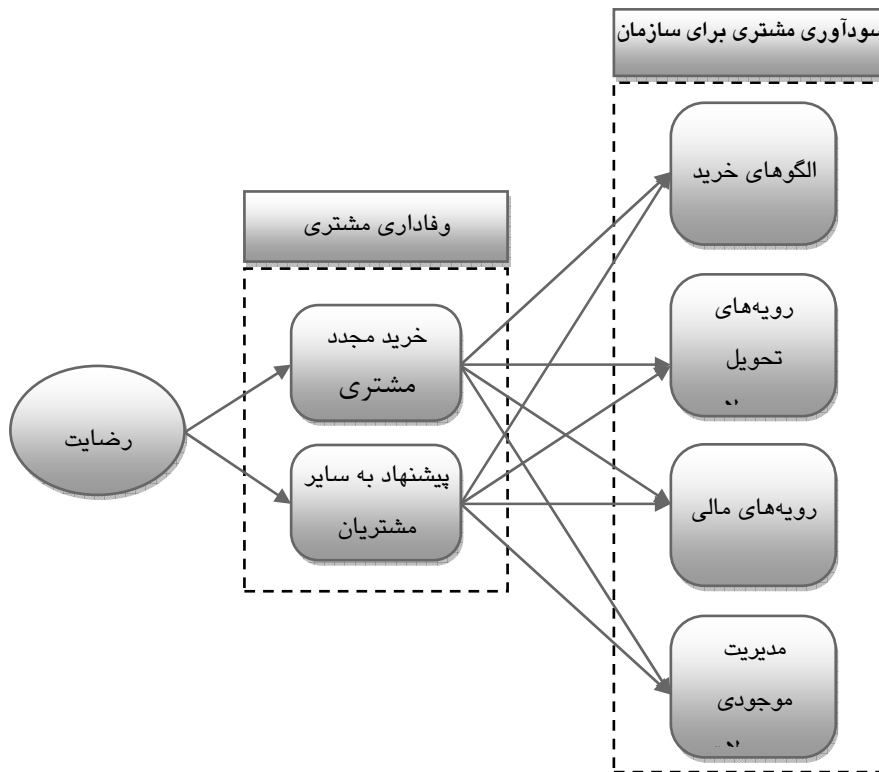 سودآوری مشتری برای سازمان
الگوهای خرید
وفاداری مشتری
رویه‌های
تحویل
خرید مجدد
مشتری
رضایت
پیشنهاد به سایر
مشتریان
رویه‌های مالی
مدیریت
موجودی